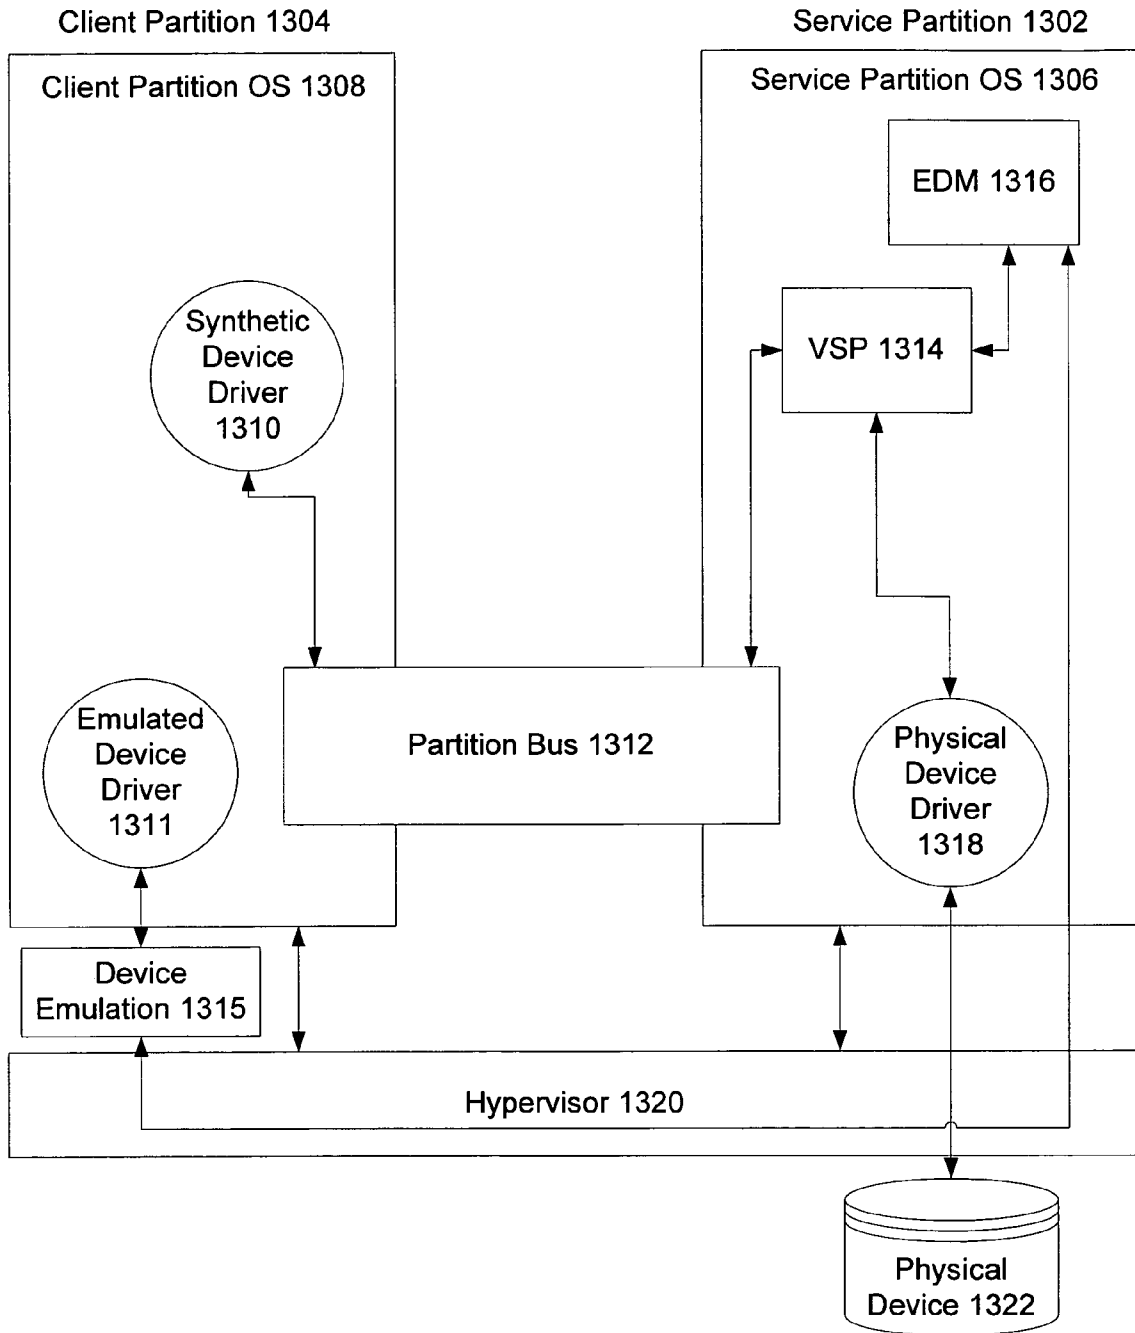 Client Partition 1304
Service Partition 1302
Client Partition OS 1308
Service Partition OS 1306
EDM 1316
Synthetic
Device
Driver
1310
VSP 1314
Emulated
Device
Driver
1311
Partition Bus 1312
Physical
Device
Driver
1318
Device
Emulation 1315
Hypervisor 1320
Physical
Device 1322